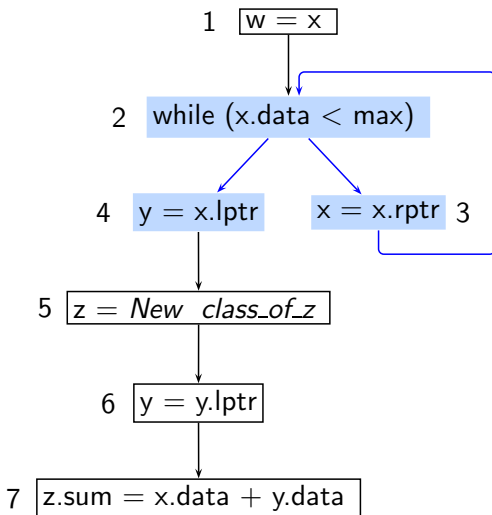 1 w = x
2 while (x.data < max)
4 y = x.lptr
x = x.rptr 3
5 z = New class_of_z
6 y = y.lptr
7 z.sum = x.data + y.data